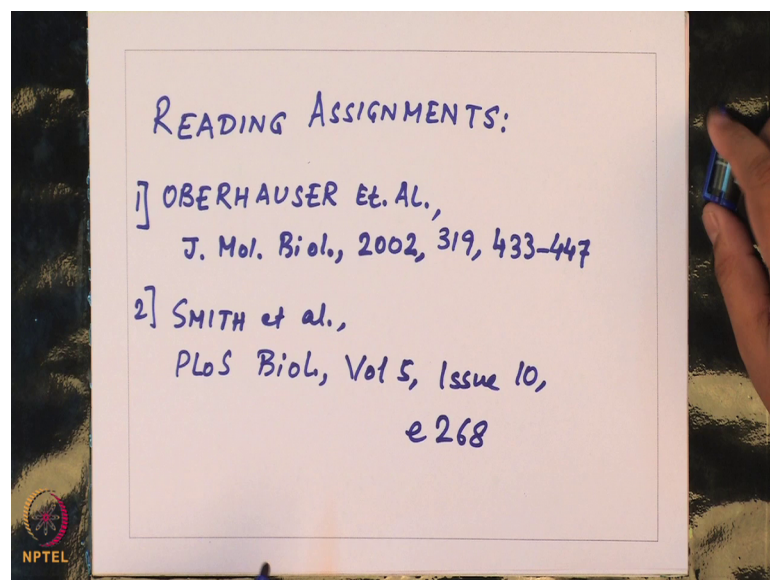 READING ASSIGNMENTS:
1] OBERHAUSER Et. AL.,
J. Mol. Biol., 2002, 319, 433-447
2] SMITH et al.,
PLoS Biol., Vol 5, Issue 10,
e 268
NPTEL